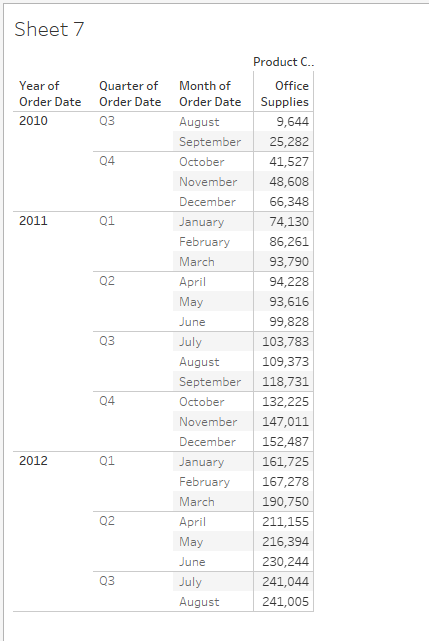 Sheet 7
Product C..
Year of Quarter of Month of Office
Order Date Order Date Order Date Supplies
2010 Q3 August 9,644
September 25,282
Q4 October 41,527
November 48,608
December 66,348
2011 Q1 January 74,130
February 86,261
March 93,790
Q2 April 94,228
May 93,616
June 99,828
Q3 July 103,783
August 109,373
September 118,731
Q4 October 132,225
November 147,011
December 152,487
2012 Q1 January 161,725
February 167,278
March 190,750
Q2 April 211,155
May 216,394
June 230,244
Q3 July 241,044
August 241,005